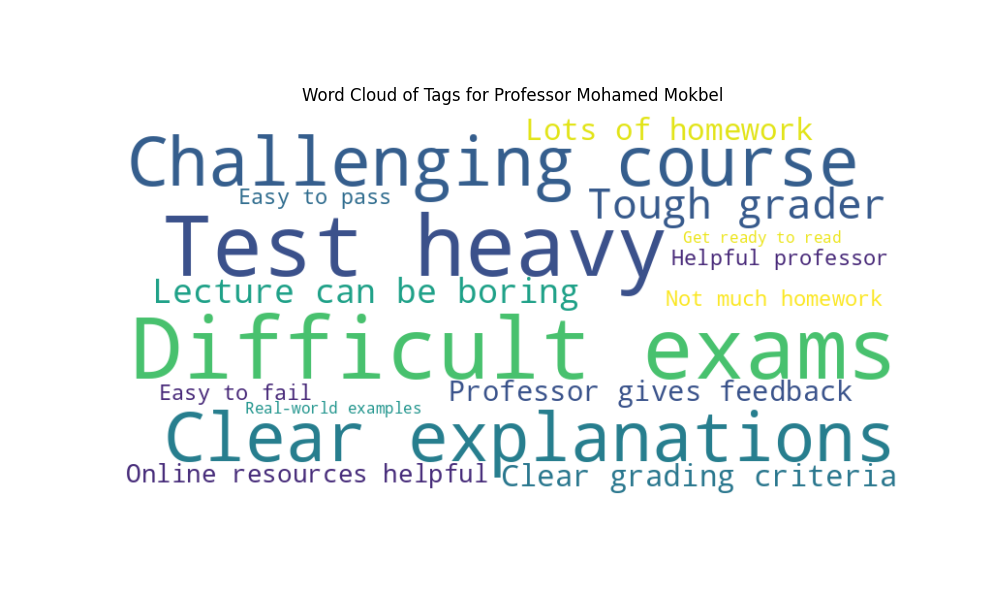 Word Cloud of Tags for Professor Mohamed Mokbel
Lots of homework
Challenging course
Easy to pass
Tough grader
Test heavy
Get ready to read
Helpful professor
Lecture can be boring
Not much homework
Difficult exams
Easy to fail
Professor gives feedback
Real-world examples
Clear explanations
Online resources helpful
Clear grading criteria